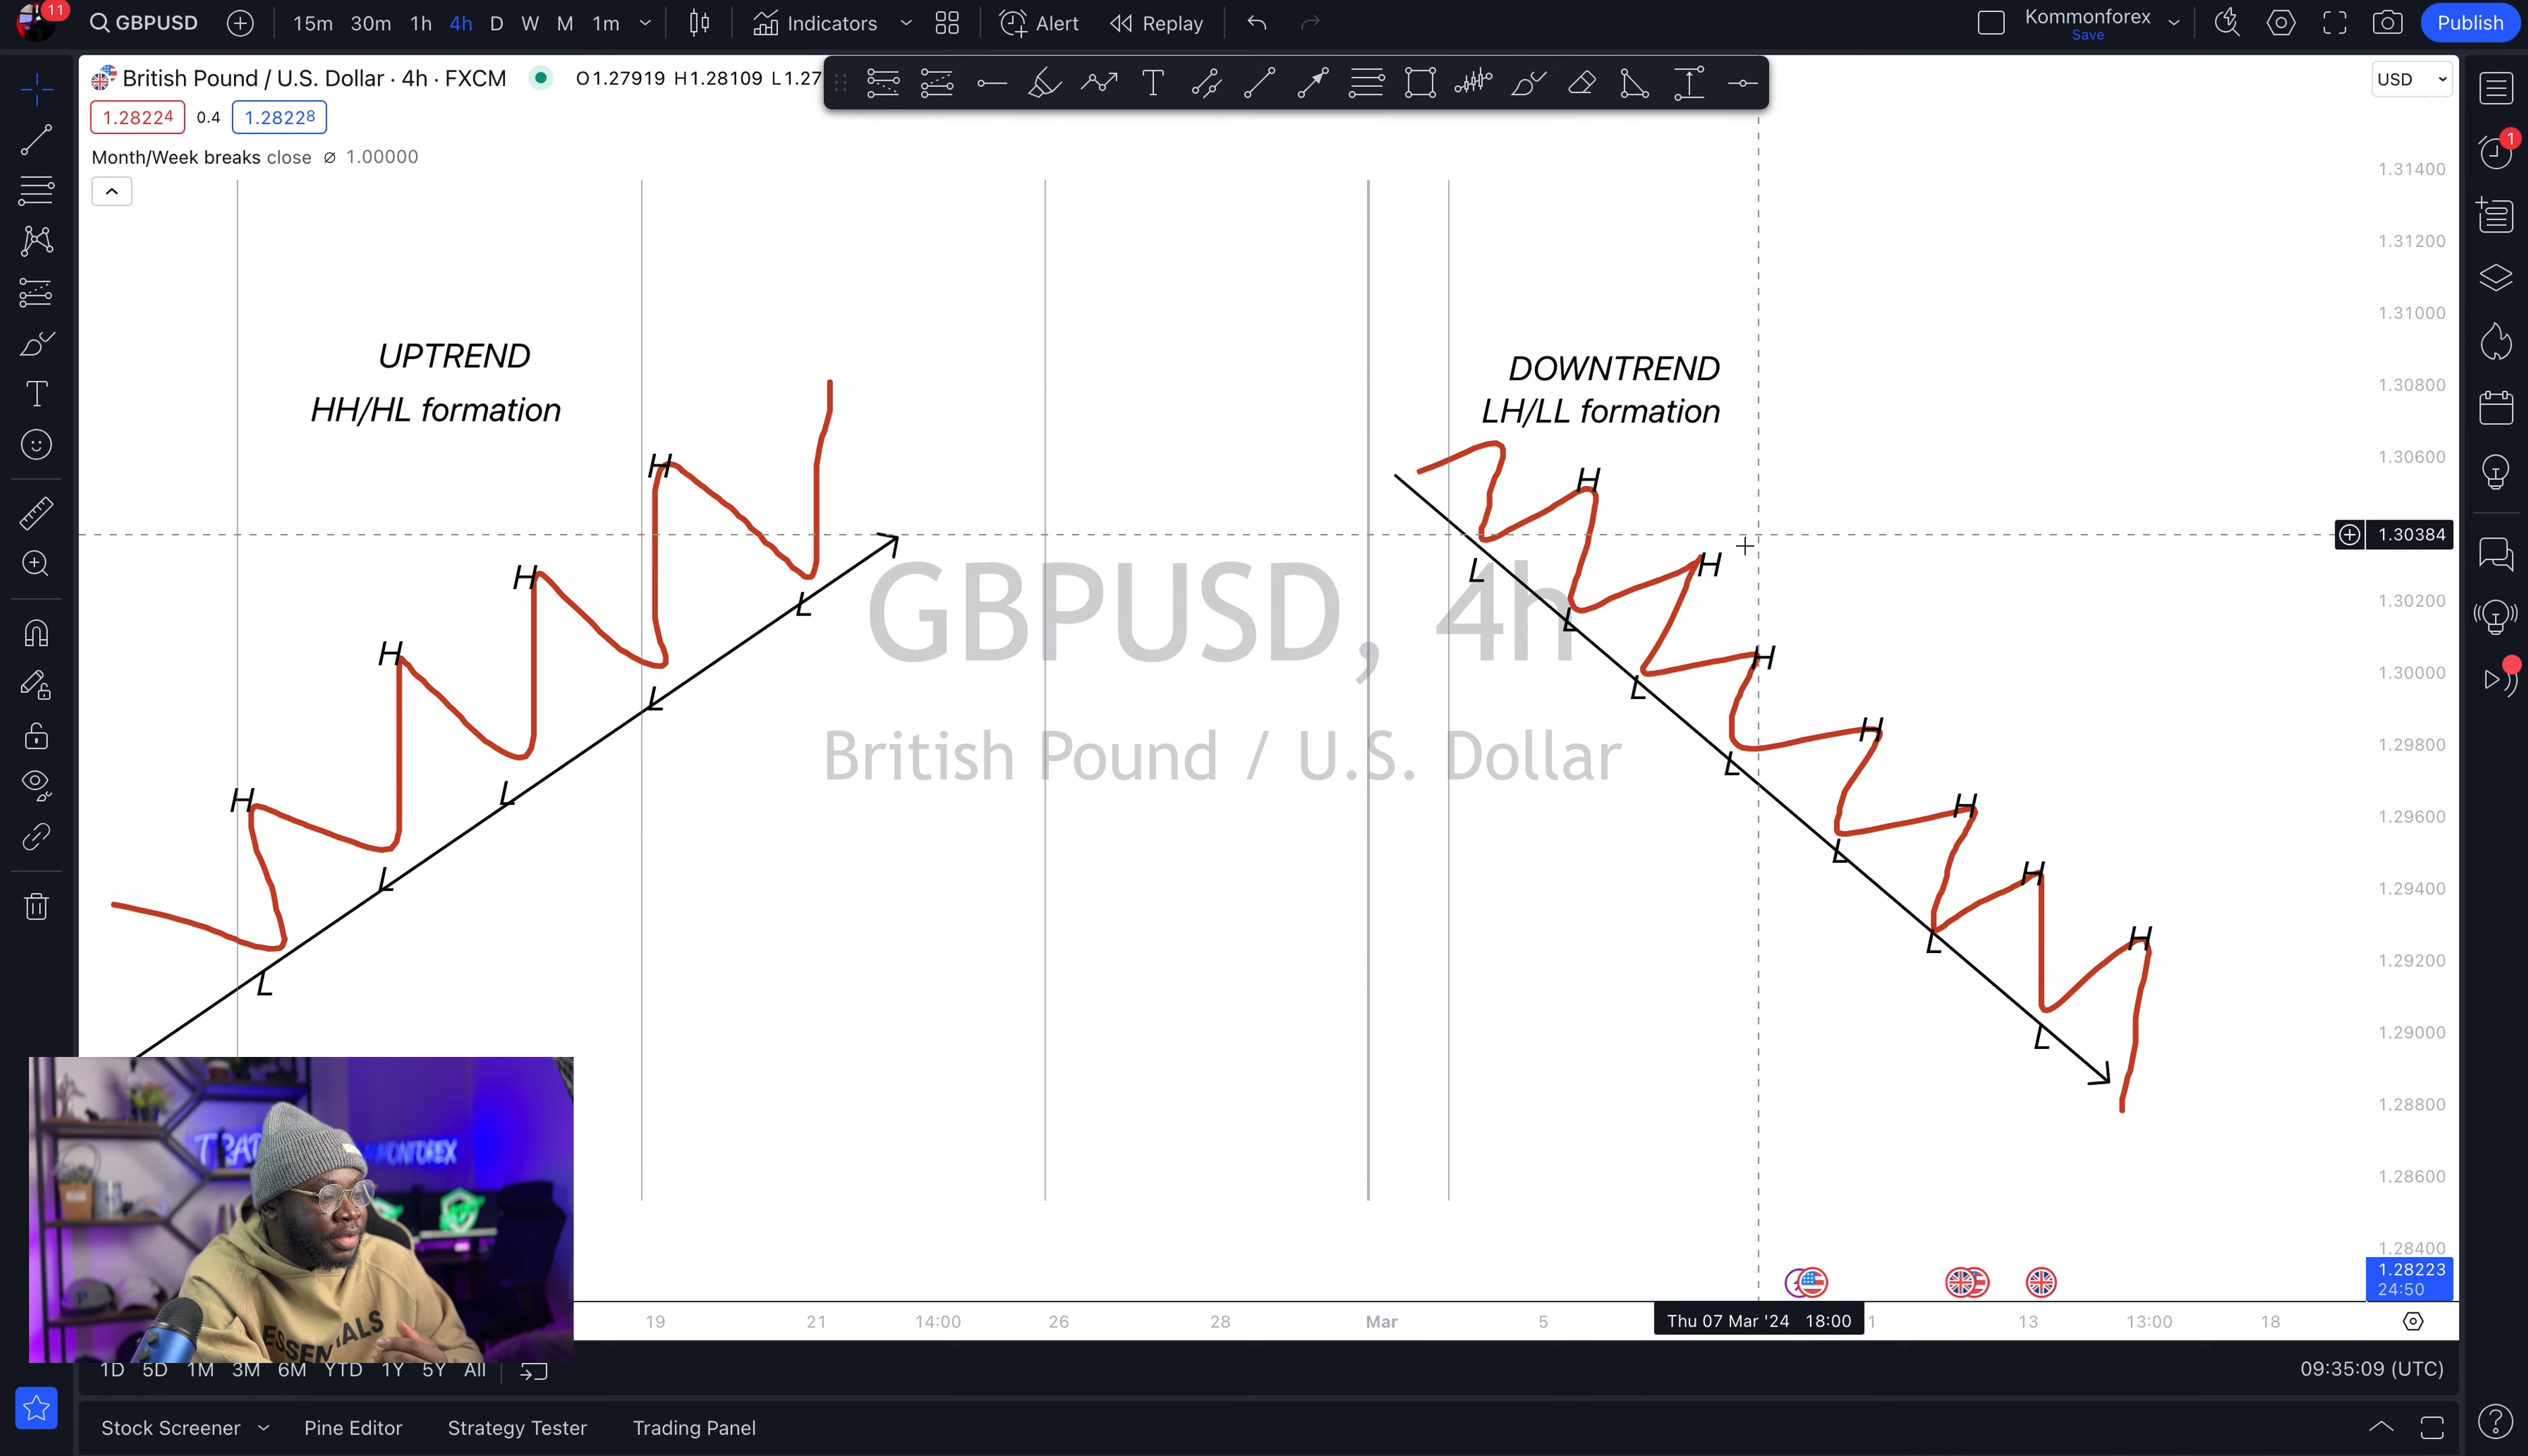 11
GBPUSD
15m 30m 1h 4h D W M 1m
Indicators
Alert
Replay
Kommonforex
Save
Publish
British Pound / U.S. Dollar · 4h · FXCM
O1.27919 H1.28109 L1.27
USD
1.28224 0.4 1.28228
Month/Week breaks close ⌀ 1.00000
1
UPTREND
HH/HL formation
DOWNTREND
LH/LL formation
GBPUSD, 4h
British Pound / U.S. Dollar
H
H
H
H
L
L
L
L
L
H
H
H
H
H
H
H
L
L
L
L
L
L
L
1.31400
1.31200
1.31000
1.30800
1.30600
1.30384
1.30200
1.30000
1.29800
1.29600
1.29400
1.29200
1.29000
1.28800
1.28600
1.28400
1.28223
24:50
ESSENTIALS
19 21 14:00 26 28 Mar 5 Thu 07 Mar '24 18:00 1 13 13:00 18
1D 5D 1M 3M 6M YTD 1Y 5Y All
09:35:09 (UTC)
Stock Screener Pine Editor Strategy Tester Trading Panel